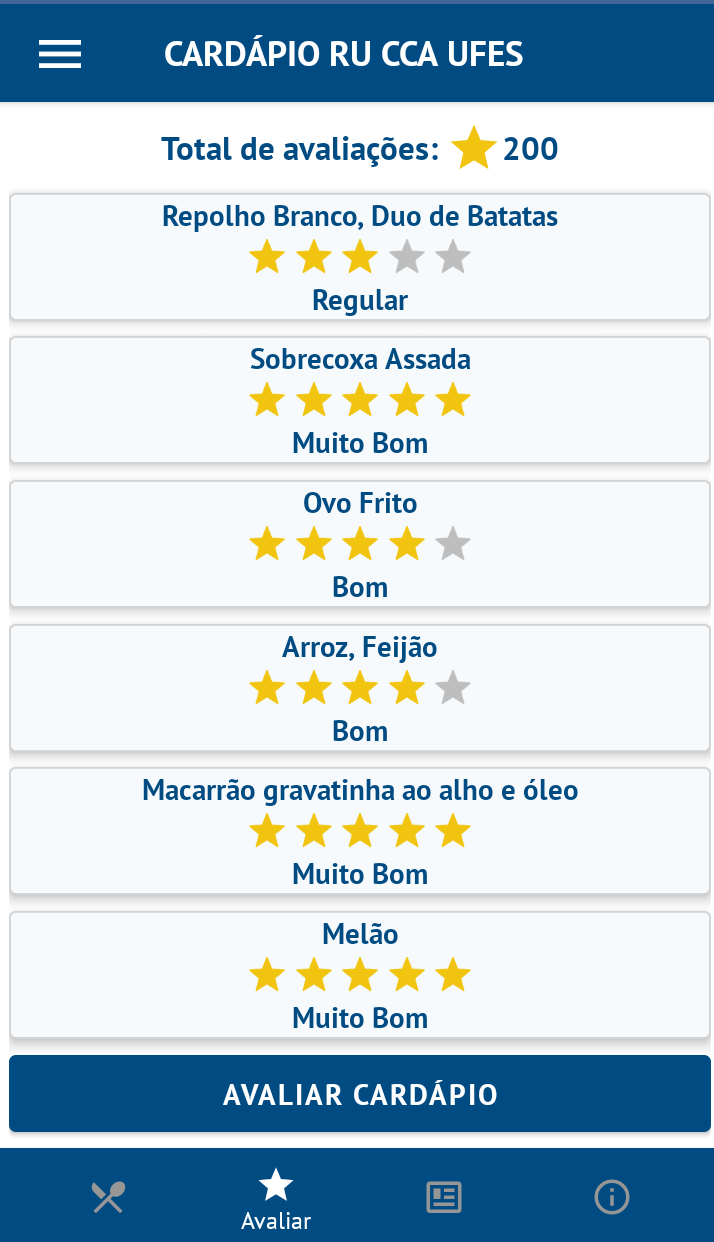 CARDÁPIO RU CCA UFES
Total de avaliações: 200
Repolho Branco, Duo de Batatas
Regular
Sobrecoxa Assada
Muito Bom
Ovo Frito
Bom
Arroz, Feijão
Bom
Macarrão gravatinha ao alho e óleo
Muito Bom
Melão
Muito Bom
AVALIAR CARDÁPIO
Avaliar